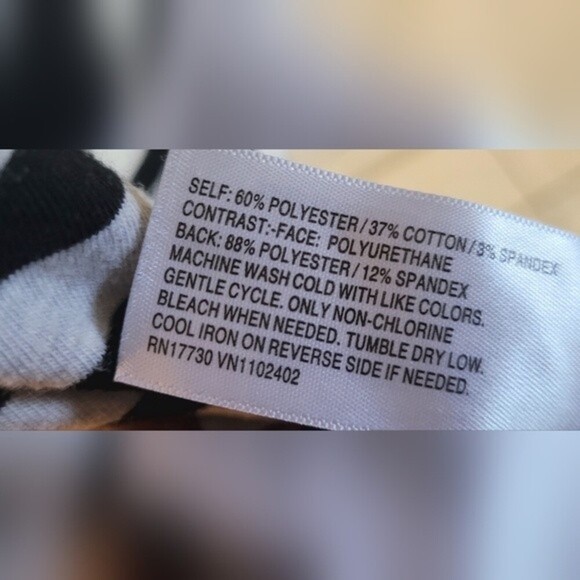 SELF: 60% POLYESTER / 37% COTTON / 3% SPANDEX
CONTRAST:-FACE: POLYURETHANE
BACK: 88% POLYESTER / 12% SPANDEX
MACHINE WASH COLD WITH LIKE COLORS.
GENTLE CYCLE. ONLY NON-CHLORINE
BLEACH WHEN NEEDED. TUMBLE DRY LOW.
COOL IRON ON REVERSE SIDE IF NEEDED.
RN17730 VN1102402